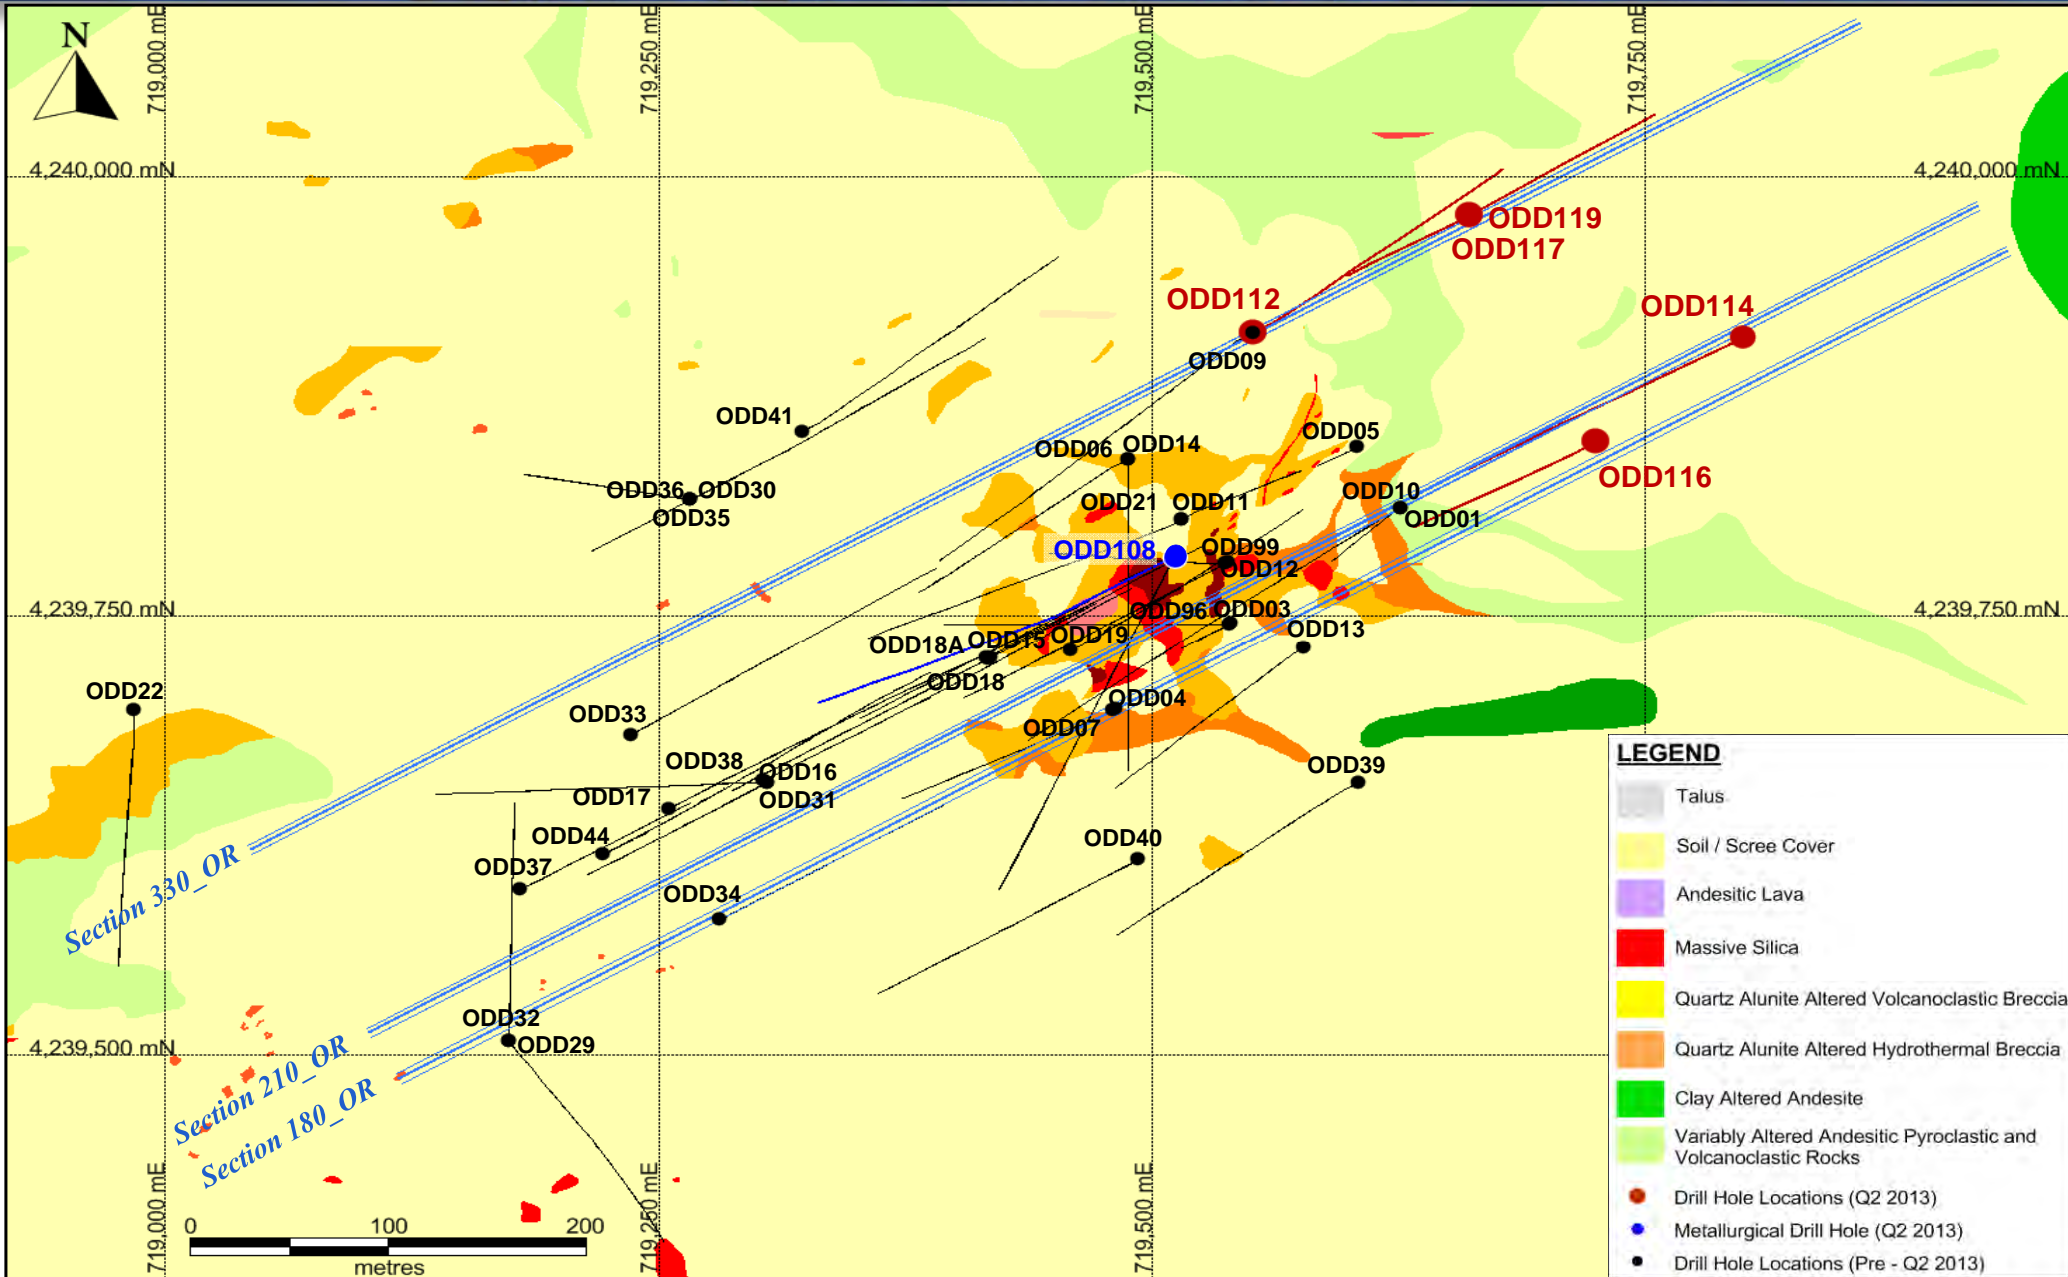 N
719,000 mE
719,250 mE
719,500 mE
719,750 mE
4,240,000 mN
4,240,000 mN
ODD119
ODD117
ODD112
ODD114
ODD09
ODD41
ODD05
ODD06
ODD14
ODD116
ODD36
ODD30
ODD10
ODD21
ODD11
ODD35
ODD01
ODD108
ODD99
ODD12
4,239,750 mN
ODD96
ODD03
4,239,750 mN
ODD13
ODD18A
ODD15
ODD19
ODD18
ODD22
ODD04
ODD33
ODD07
ODD38
ODD16
ODD39
ODD17
ODD31
ODD44
ODD40
ODD37
ODD34
Section 330_OR
ODD32
ODD29
4,239,500 mN
Section 210_OR
Section 180_OR
719,000 mE
719,250 mE
719,500 mE
0 100 200
metres
LEGEND
Talus
Soil / Scree Cover
Andesitic Lava
Massive Silica
Quartz Alunite Altered Volcanoclastic Breccia
Quartz Alunite Altered Hydrothermal Breccia
Clay Altered Andesite
Variably Altered Andesitic Pyroclastic and
Volcanoclastic Rocks
Drill Hole Locations (Q2 2013)
Metallurgical Drill Hole (Q2 2013)
Drill Hole Locations (Pre - Q2 2013)